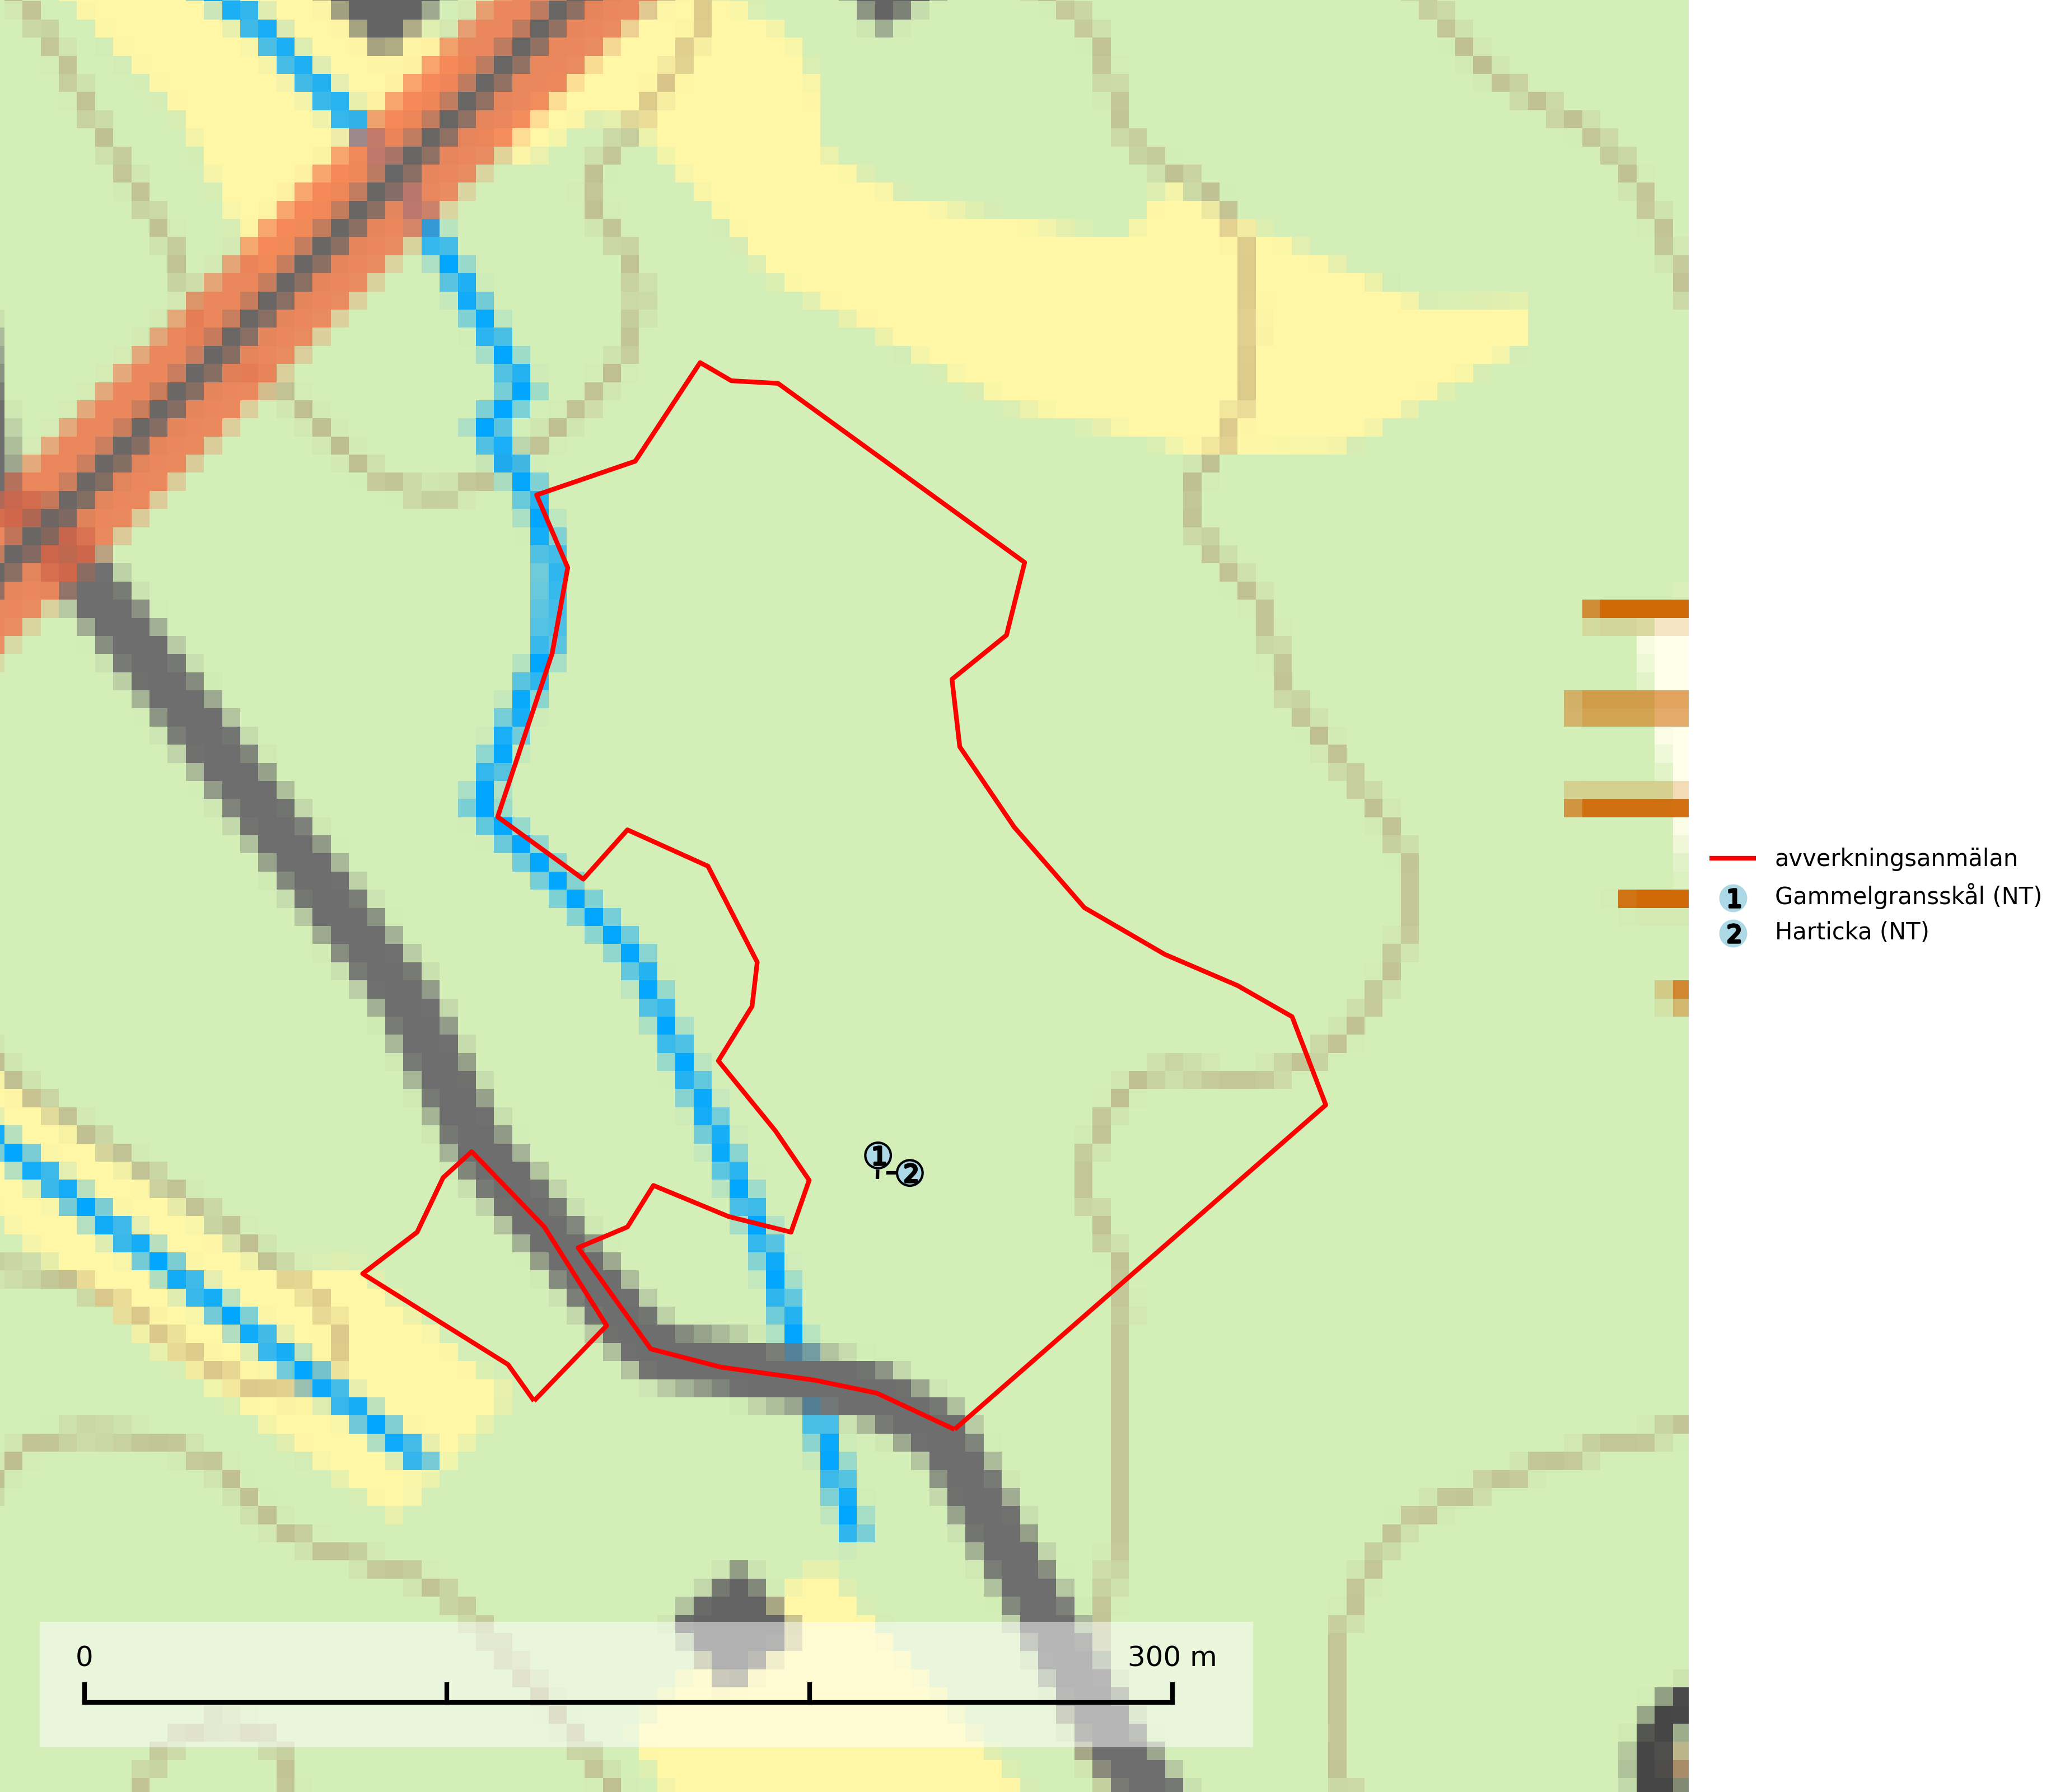 avverkningsanmälan
1 Gammelgransskål (NT)
2 Harticka (NT)
1
2
0 300 m